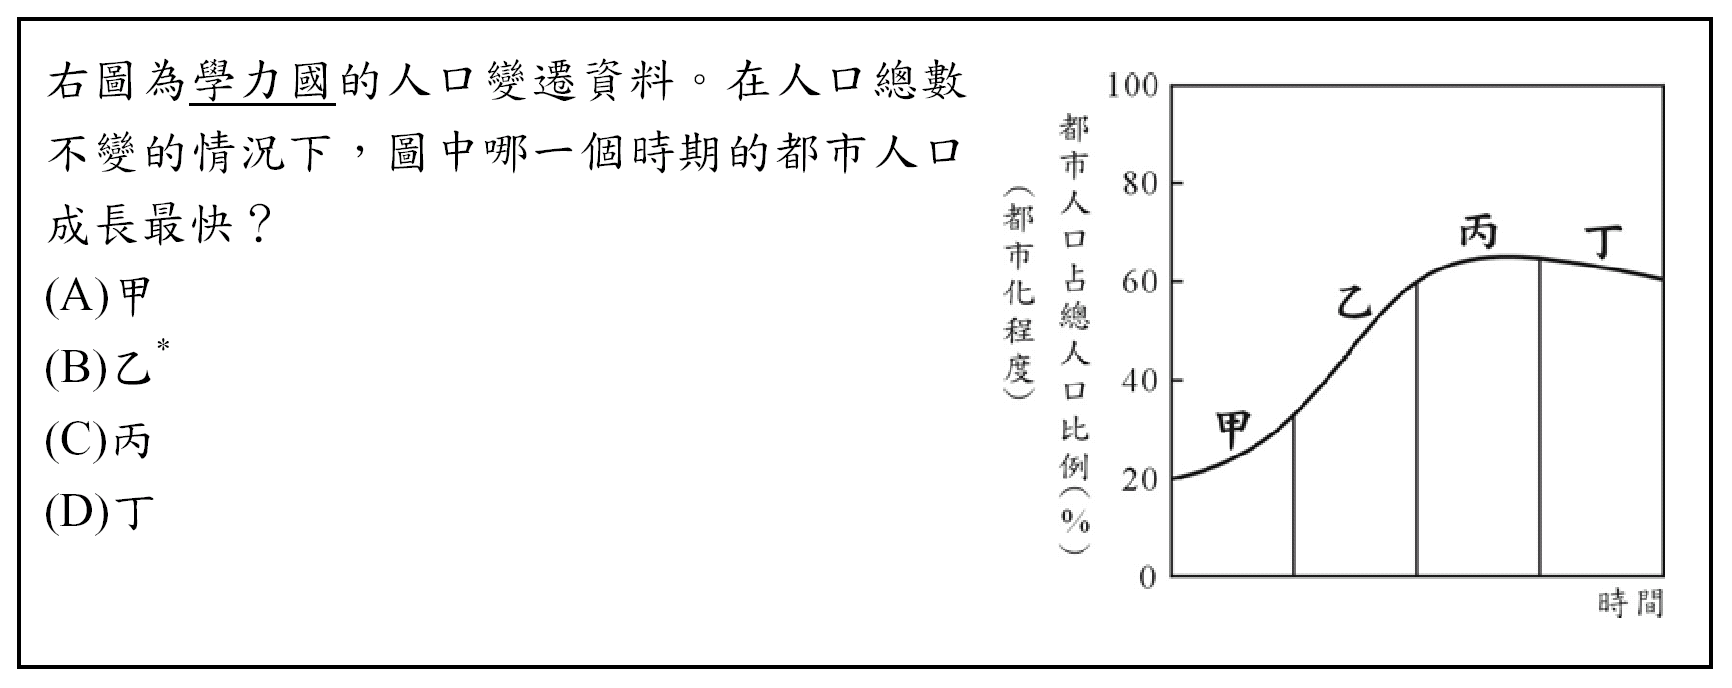 右圖為學力國的人口變遷資料。在人口總數
不變的情況下，圖中哪一個時期的都市人口
成長最快？
(A)甲
(B)乙*
(C)丙
(D)丁
都市人口占總人口比例(%)
(都市化程度)
100
80
60
40
20
0
甲
乙
丙
丁
時間